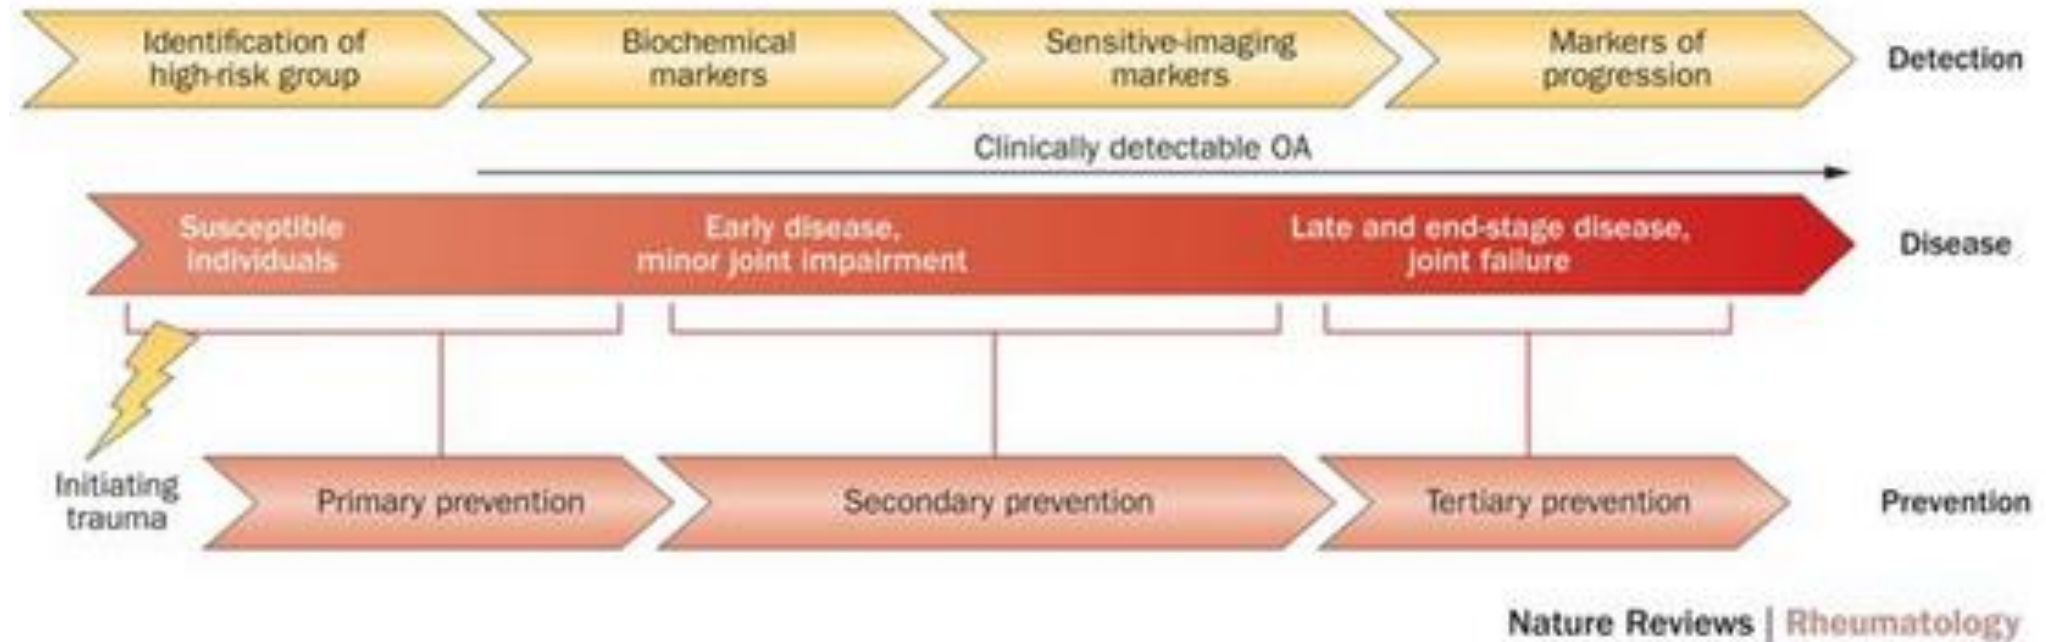 Identification of
high-risk group
Biochemical
markers
Sensitive-imaging
markers
Markers of
progression
Detection
Clinically detectable OA
Susceptible
individuals
Early disease,
minor joint impairment
Late and end-stage disease,
joint failure
Disease
Initiating
trauma
Primary prevention
Secondary prevention
Tertiary prevention
Prevention
Nature Reviews | Rheumatology